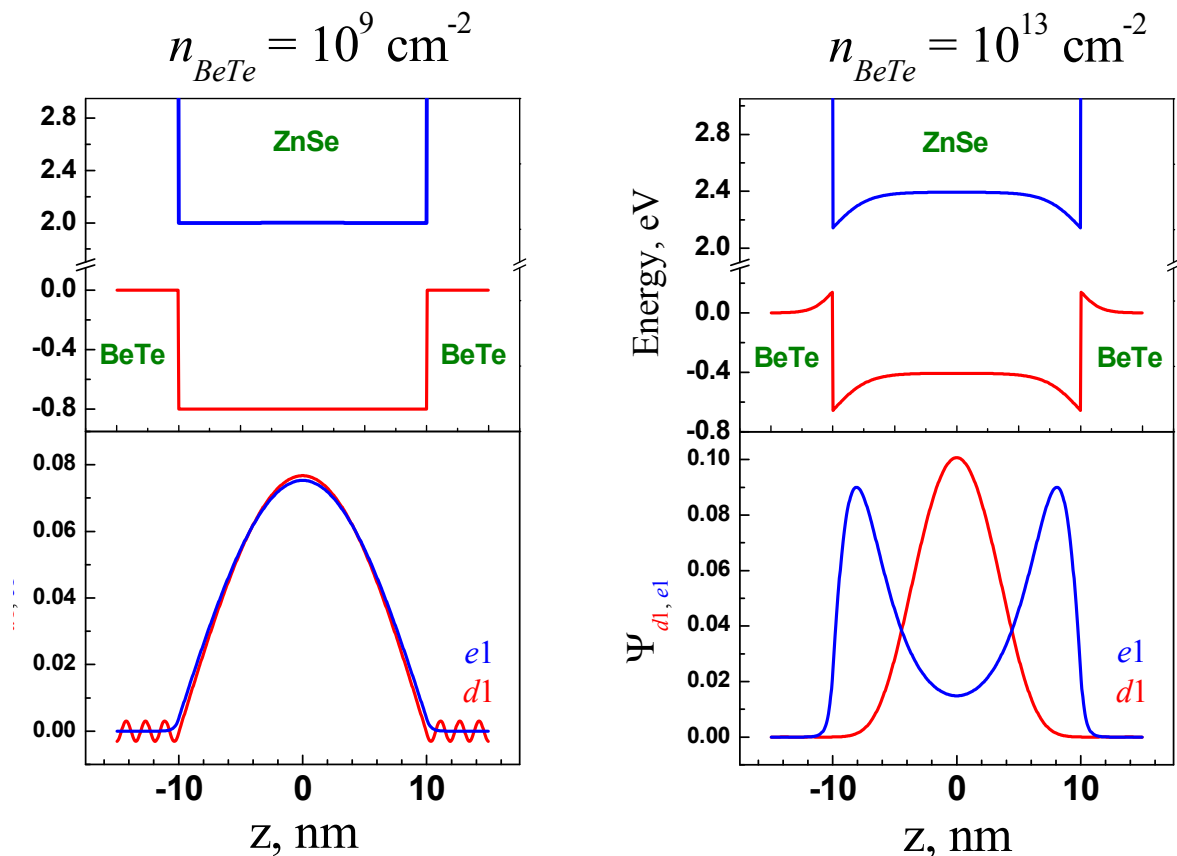 n_BeTe = 10^9 cm^-2
2.8
2.4
2.0
0.0
-0.4
-0.8
ZnSe
BeTe
BeTe
0.08
0.06
0.04
0.02
0.00
e1
d1
-10 0 10
z, nm
n_BeTe = 10^13 cm^-2
Energy, eV
2.8
2.4
2.0
0.0
-0.4
-0.8
ZnSe
BeTe
BeTe
Ψ_d1, e1
0.10
0.08
0.06
0.04
0.02
0.00
e1
d1
-10 0 10
z, nm